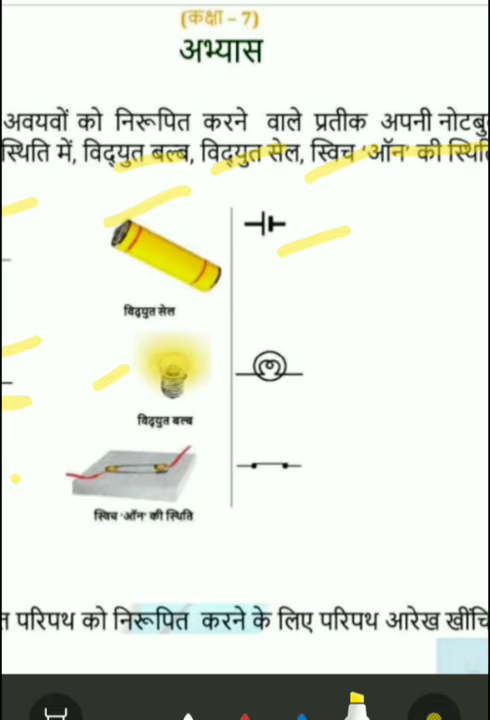 (कक्षा – 7)
अभ्यास
अवयवों को निरूपित करने वाले प्रतीक अपनी नोटबु
स्थिति में, विद्युत बल्ब, विद्युत सेल, स्विच 'ऑन' की स्थिति
विद्युत सेल
विद्युत बल्ब
स्विच 'ऑन' की स्थिति
त परिपथ को निरूपित करने के लिए परिपथ आरेख खींचि